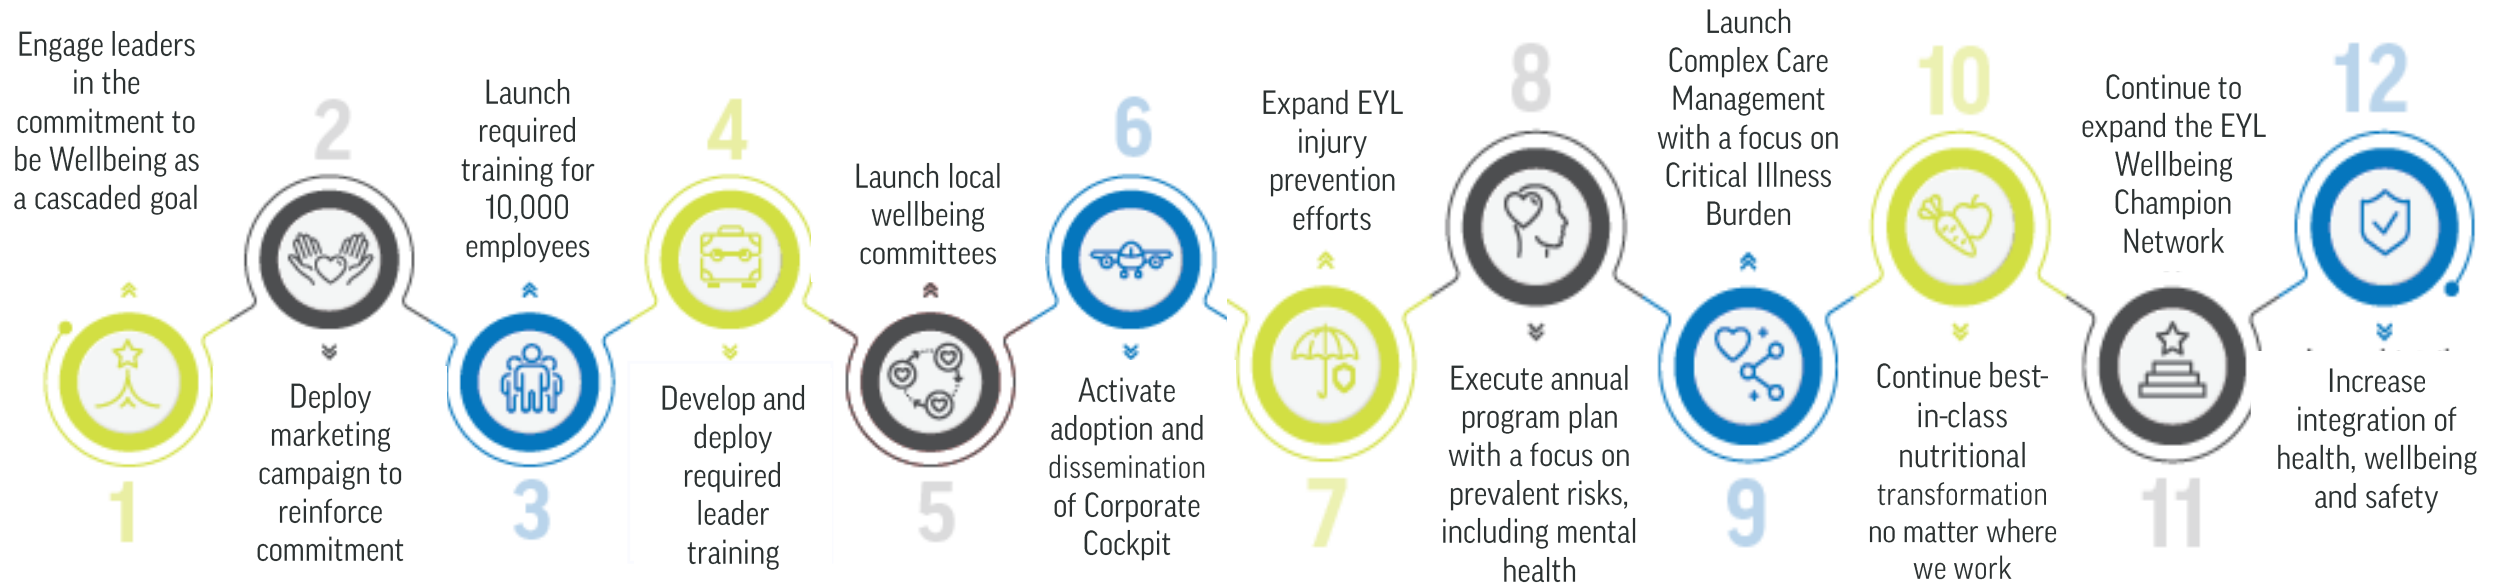 Engage leaders
in the
commitment to
be Wellbeing as
a cascaded goal
1
2
Deploy
marketing
campaign to
reinforce
commitment
Launch
required
training for
10,000
employees
3
4
Develop and
deploy
required
leader
training
Launch local
wellbeing
committees
5
6
Activate
adoption and
dissemination
of Corporate
Cockpit
Expand EYL
injury
prevention
efforts
7
8
Execute annual
program plan
with a focus on
prevalent risks,
including mental
health
Launch
Complex Care
Management
with a focus on
Critical Illness
Burden
9
10
Continue best-
in-class
nutritional
transformation
no matter where
we work
Continue to
expand the EYL
Wellbeing
Champion
Network
11
12
Increase
integration of
health, wellbeing
and safety